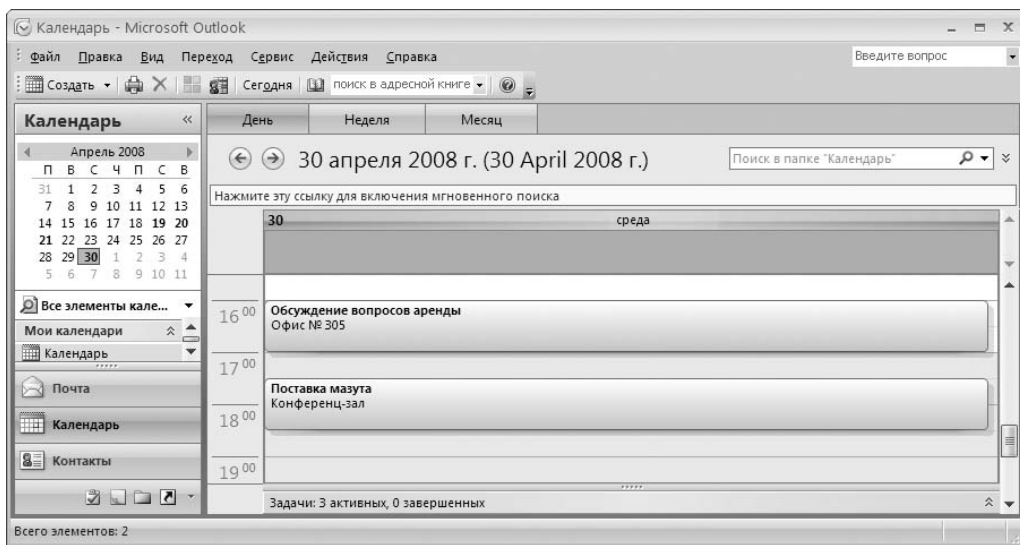 Календарь - Microsoft Outlook
Файл Правка Вид Переход Сервис Действия Справка
Введите вопрос
Создать Сегодня поиск в адресной книге
Календарь
День Неделя Месяц
Апрель 2008
П В С Ч П С В
31 1 2 3 4 5 6
7 8 9 10 11 12 13
14 15 16 17 18 19 20
21 22 23 24 25 26 27
28 29 30 1 2 3 4
5 6 7 8 9 10 11
30 апреля 2008 г. (30 April 2008 г.)
Поиск в папке "Календарь"
Нажмите эту ссылку для включения мгновенного поиска
30 среда
Все элементы кале...
Мои календари
Календарь
Почта
Календарь
Контакты
16 00
Обсуждение вопросов аренды
Офис № 305
17 00
Поставка мазута
Конференц-зал
18 00
19 00
Задачи: 3 активных, 0 завершенных
Всего элементов: 2